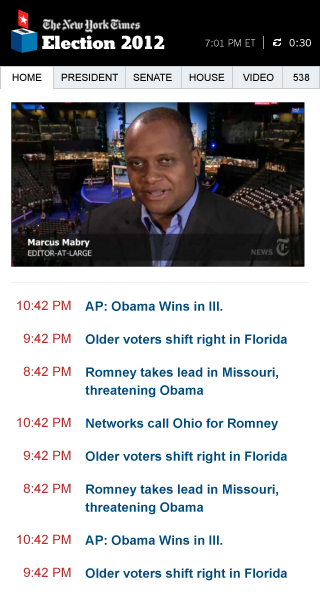 The New York Times
Election 2012
7:01 PM ET 0:30
HOME PRESIDENT SENATE HOUSE VIDEO 538
Marcus Mabry
EDITOR-AT-LARGE
NEWS T
10:42 PM AP: Obama Wins in Ill.
9:42 PM Older voters shift right in Florida
8:42 PM Romney takes lead in Missouri,
threatening Obama
10:42 PM Networks call Ohio for Romney
9:42 PM Older voters shift right in Florida
8:42 PM Romney takes lead in Missouri,
threatening Obama
10:42 PM AP: Obama Wins in Ill.
9:42 PM Older voters shift right in Florida